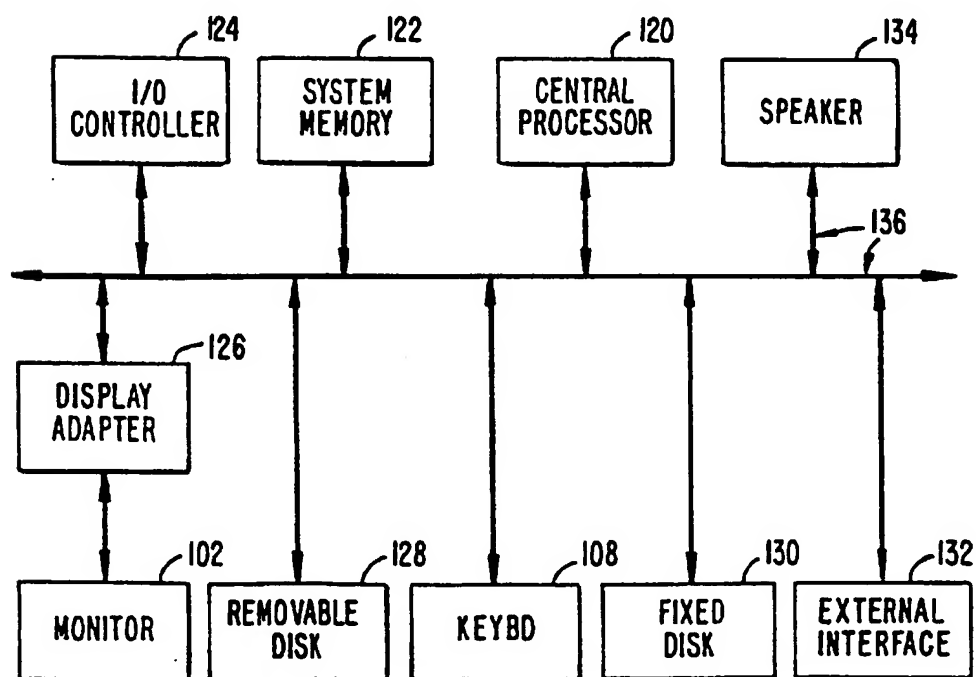 124
122
120
134
I/O
CONTROLLER
SYSTEM
MEMORY
CENTRAL
PROCESSOR
SPEAKER
136
126
DISPLAY
ADAPTER
102
128
108
130
132
MONITOR
REMOVABLE
DISK
KEYBD
FIXED
DISK
EXTERNAL
INTERFACE